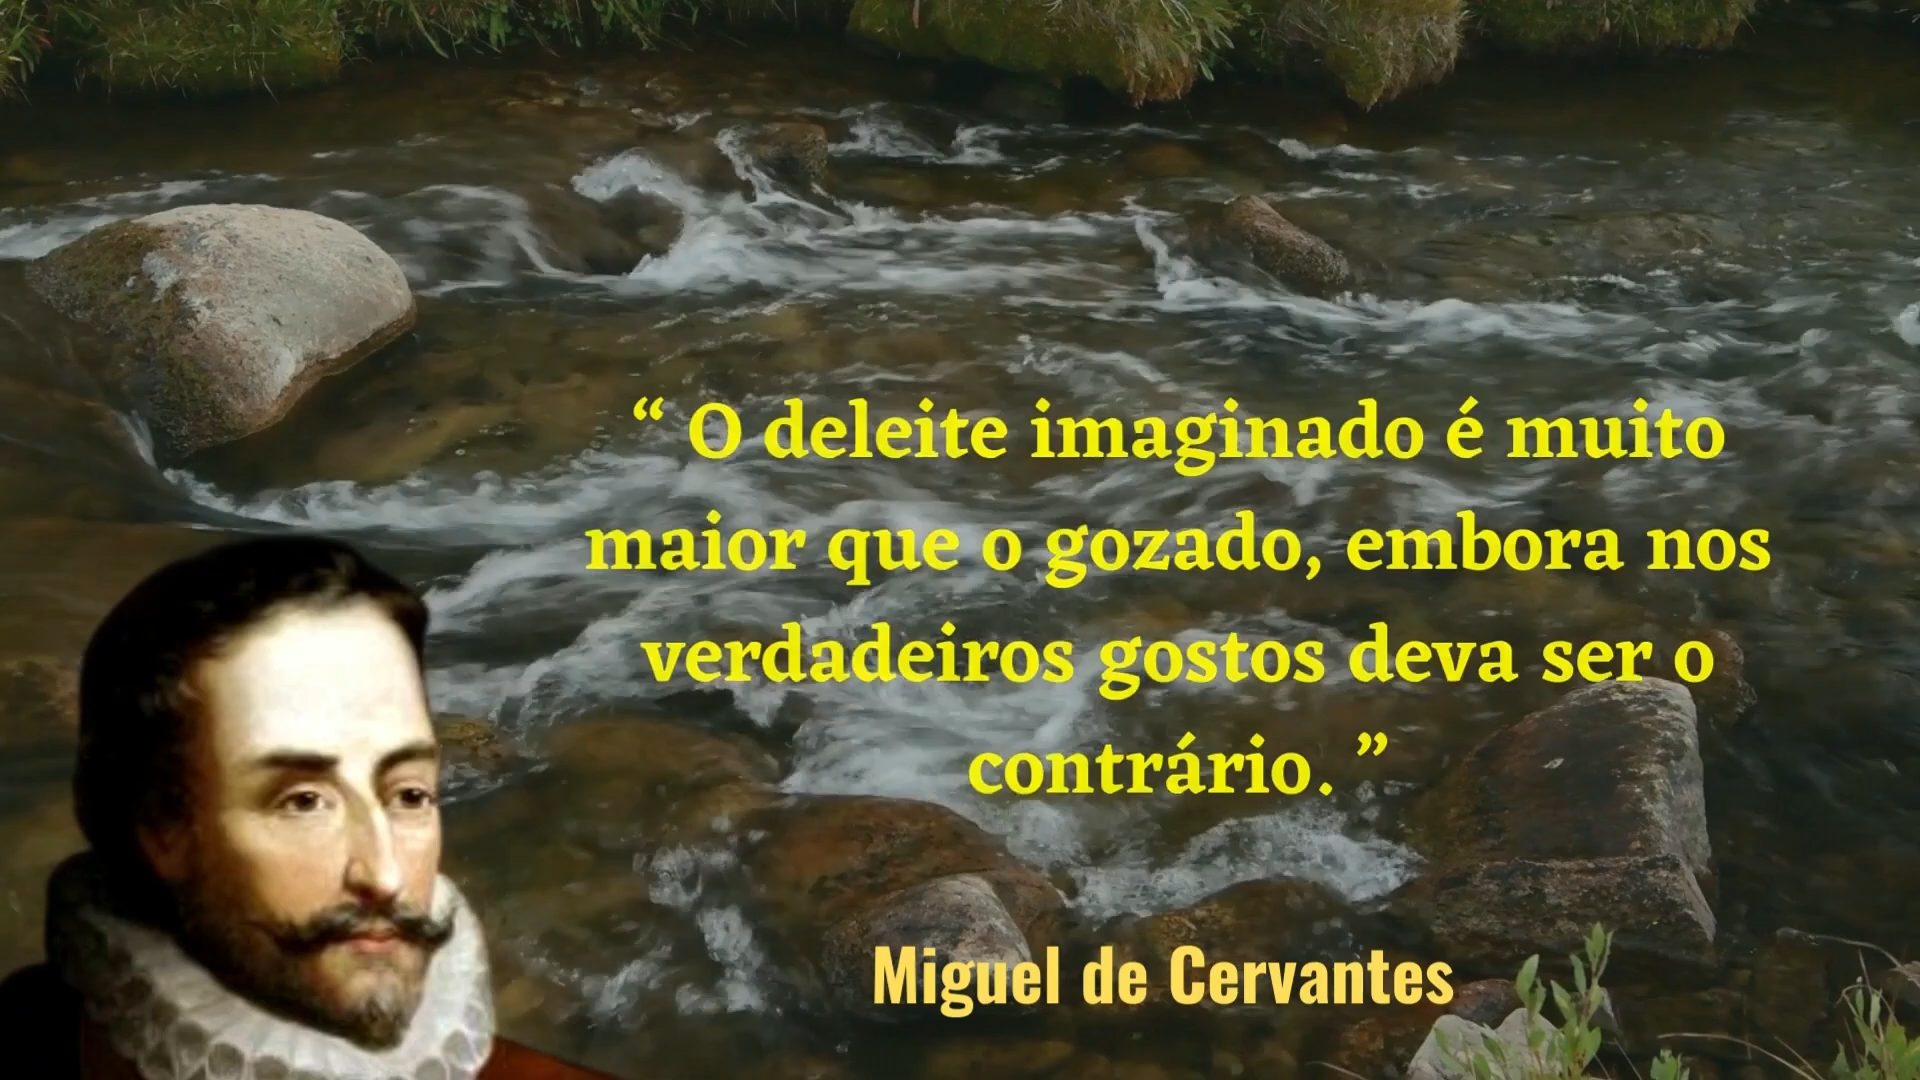 “ O deleite imaginado é muito
maior que o gozado, embora nos
verdadeiros gostos deva ser o
contrário. ”
Miguel de Cervantes